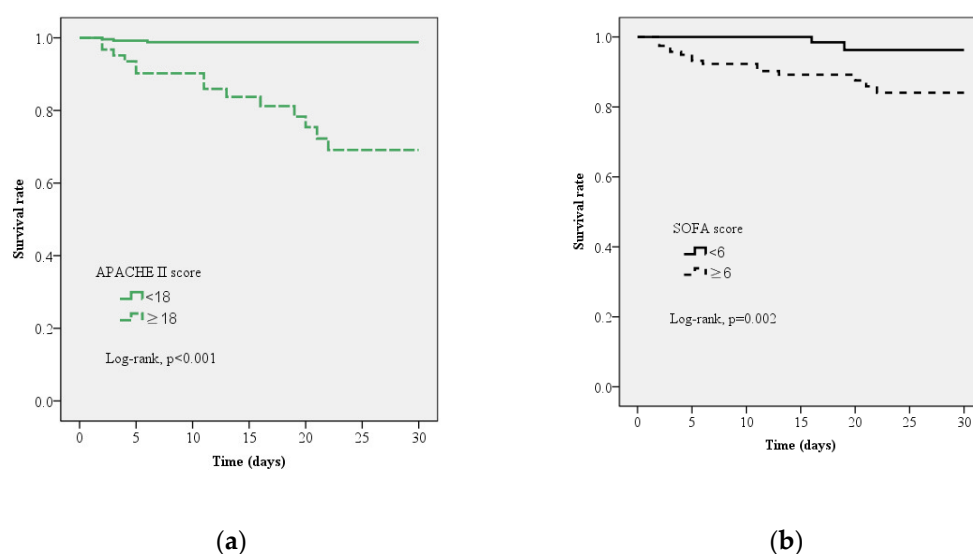 1.0
0.8
0.6
0.4
0.2
0.0
Survival rate
APACHE II score
<18
≥18
Log-rank, p<0.001
0 5 10 15 20 25 30
Time (days)
(a)
1.0
0.8
0.6
0.4
0.2
0.0
Survival rate
SOFA score
<6
≥6
Log-rank, p=0.002
0 5 10 15 20 25 30
Time (days)
(b)